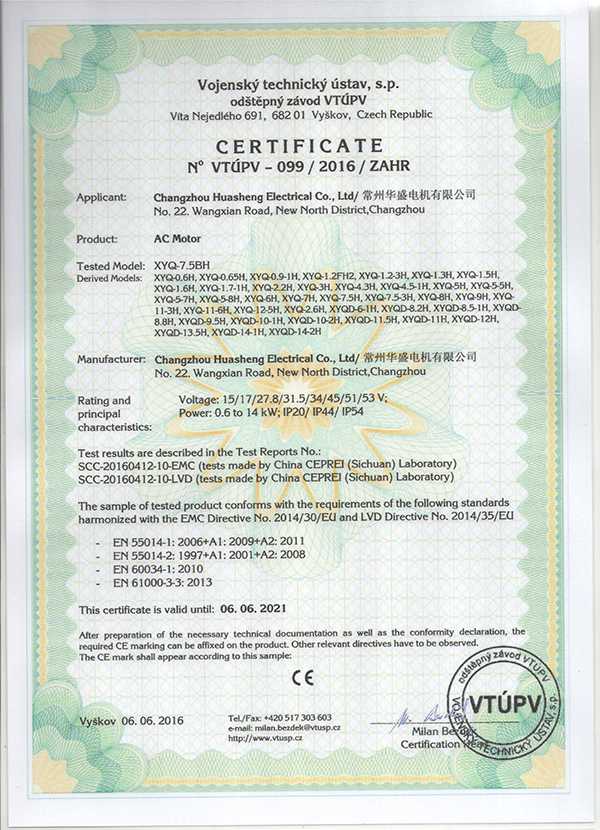 Vojenský technický ústav, s.p.
odštěpný závod VTÚPV
Víta Nejedlého 691, 682 01 Vyškov, Czech Republic
CERTIFICATE
Nº VTÚPV – 099 / 2016 / ZAHR
Applicant: Changzhou Huasheng Electrical Co., Ltd/ 常州华盛电机有限公司
No. 22. Wangxian Road, New North District,Changzhou
Product: AC Motor
Tested Model: XYQ-7.5BH
Derived Models: XYQ-0.6H, XYQ-0.65H, XYQ-0.9-1H, XYQ-1.2FH2, XYQ-1.2-3H, XYQ-1.3H, XYQ-1.5H,
XYQ-1.6H, XYQ-1.7-1H, XYQ-2.2H, XYQ-3H, XYQ-4.3H, XYQ-4.5-1H, XYQ-5H, XYQ-5-5H,
XYQ-5-7H, XYQ-5-8H, XYQ-6H, XYQ-7H, XYQ-7.5H, XYQ-7.5-3H, XYQ-8H, XYQ-9H, XYQ-
11-3H, XYQ-11-6H, XYQ-12-5H, XYQ-2.6H, XYQD-6-1H, XYQD-8.2H, XYQD-8.5-1H, XYQD-
8.8H, XYQD-9.5H, XYQD-10-1H, XYQD-10-2H, XYQD-11.5H, XYQD-11H, XYQD-12H,
XYQD-13.5H, XYQD-14-1H, XYQD-14-2H
Manufacturer: Changzhou Huasheng Electrical Co., Ltd/ 常州华盛电机有限公司
No. 22. Wangxian Road, New North District,Changzhou
Rating and Voltage: 15/17/27.8/31.5/34/45/51/53 V;
principal Power: 0.6 to 14 kW; IP20/ IP44/ IP54
characteristics:
Test results are described in the Test Reports No.:
SCC-20160412-10-EMC (tests made by China CEPREI (Sichuan) Laboratory)
SCC-20160412-10-LVD (tests made by China CEPREI (Sichuan) Laboratory)
The sample of tested product conforms with the requirements of the following standards
harmonized with the EMC Directive No. 2014/30/EU and LVD Directive No. 2014/35/EU
- EN 55014-1: 2006+A1: 2009+A2: 2011
- EN 55014-2: 1997+A1: 2001+A2: 2008
- EN 60034-1: 2010
- EN 61000-3-3: 2013
This certificate is valid until: 06. 06. 2021
After preparation of the necessary technical documentation as well as the conformity declaration, the
required CE marking can be affixed on the product. Other relevant directives have to be observed.
The CE mark shall appear according to this sample:
CE
Vyškov 06. 06. 2016
Tel./Fax: +420 517 303 603
e-mail: milan.bezdek@vtusp.cz
http://www.vtusp.cz
Milan Bezdek
Certification
odštěpný závod VTÚPV
VTÚPV
VOJENSKÝ TECHNICKÝ ÚSTAV, s.p.